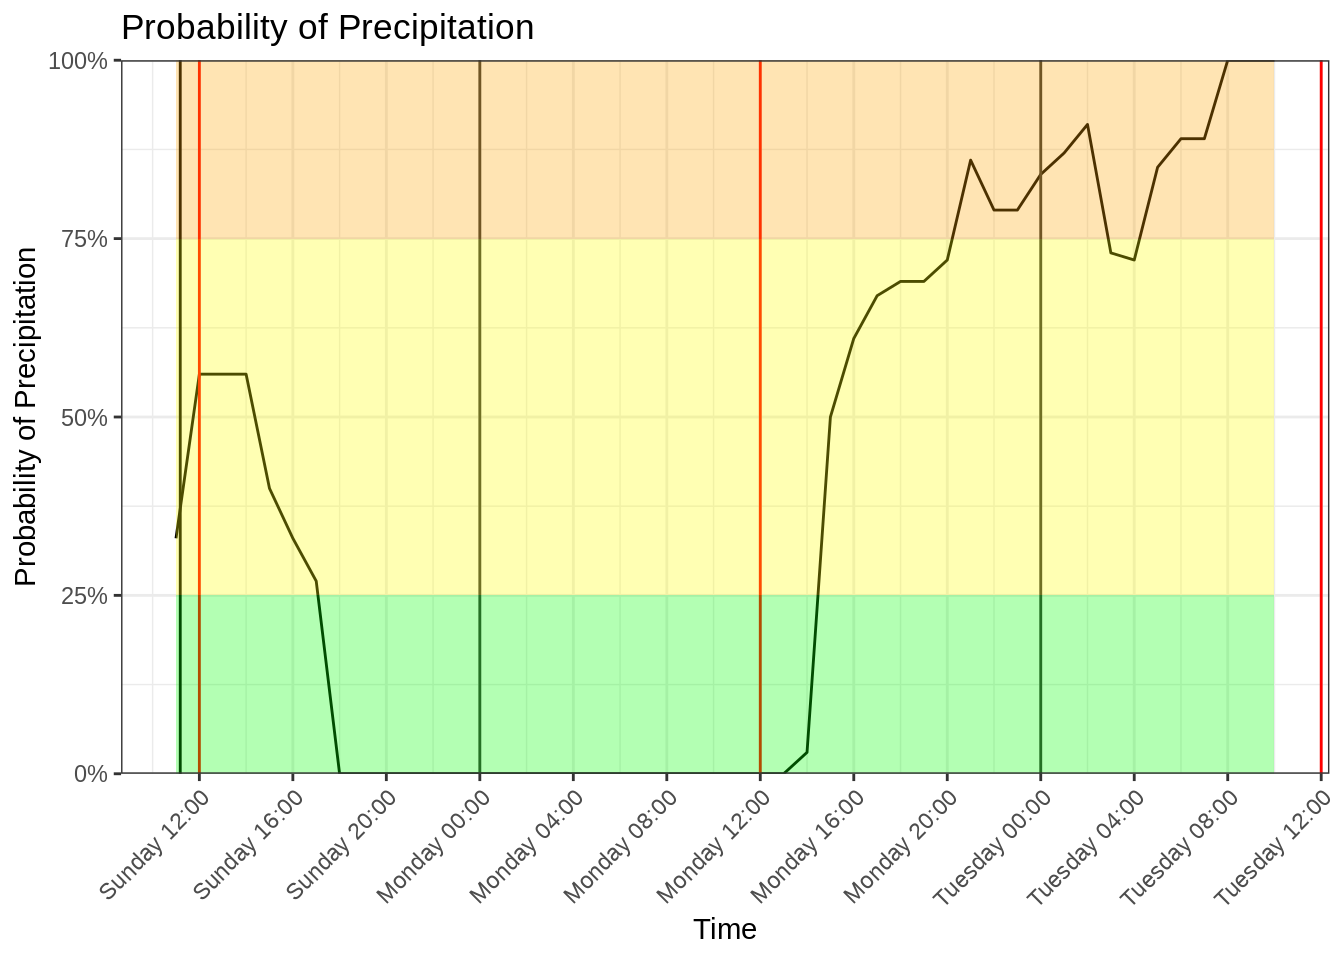 Probability of Precipitation
Probability of Precipitation
100%
75%
50%
25%
0%
Sunday 12:00
Sunday 16:00
Sunday 20:00
Monday 00:00
Monday 04:00
Monday 08:00
Monday 12:00
Monday 16:00
Monday 20:00
Tuesday 00:00
Tuesday 04:00
Tuesday 08:00
Tuesday 12:00
Time